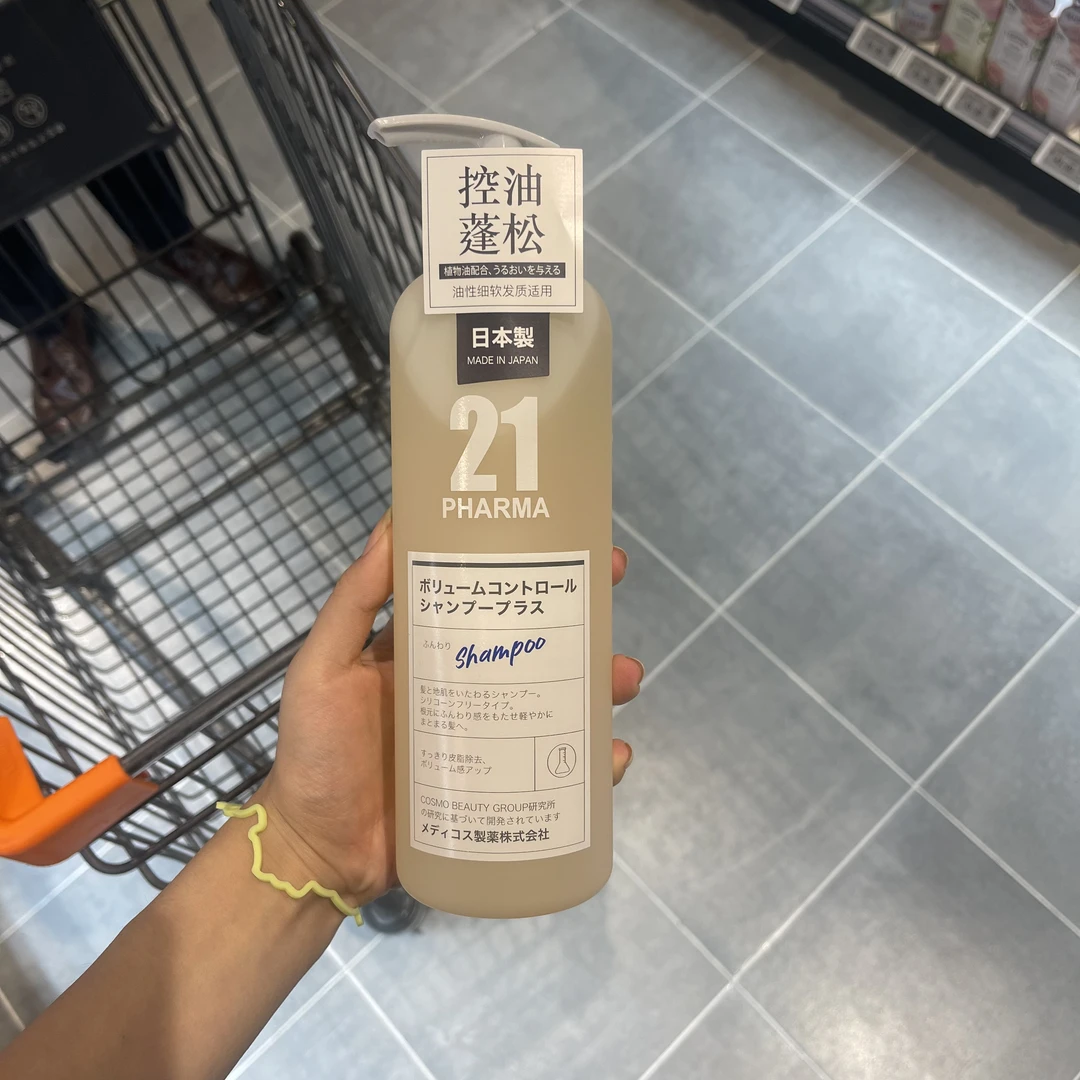 控油
蓬松
植物油配合、うるおいを与える
油性细软发质适用
日本製
MADE IN JAPAN
21
PHARMA
ボリュームコントロール
シャンプープラス
ふんわり
shampoo
髪と地肌をいたわるシャンプー。
シリコーンフリータイプ。
根元にふんわり感をもたせ軽やかに
まとまる髪へ。
すっきり皮脂除去、
ボリューム感アップ
COSMO BEAUTY GROUP研究所
の研究に基づいて開発されています
メディコス製薬株式会社